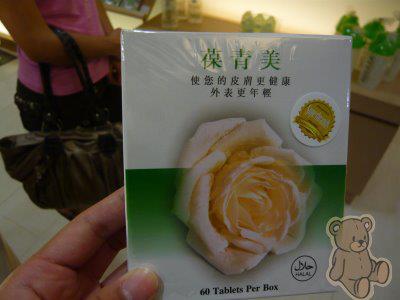 葆青美
使您的皮膚更健康
外表更年輕
حلال
HALAL
60 Tablets Per Box